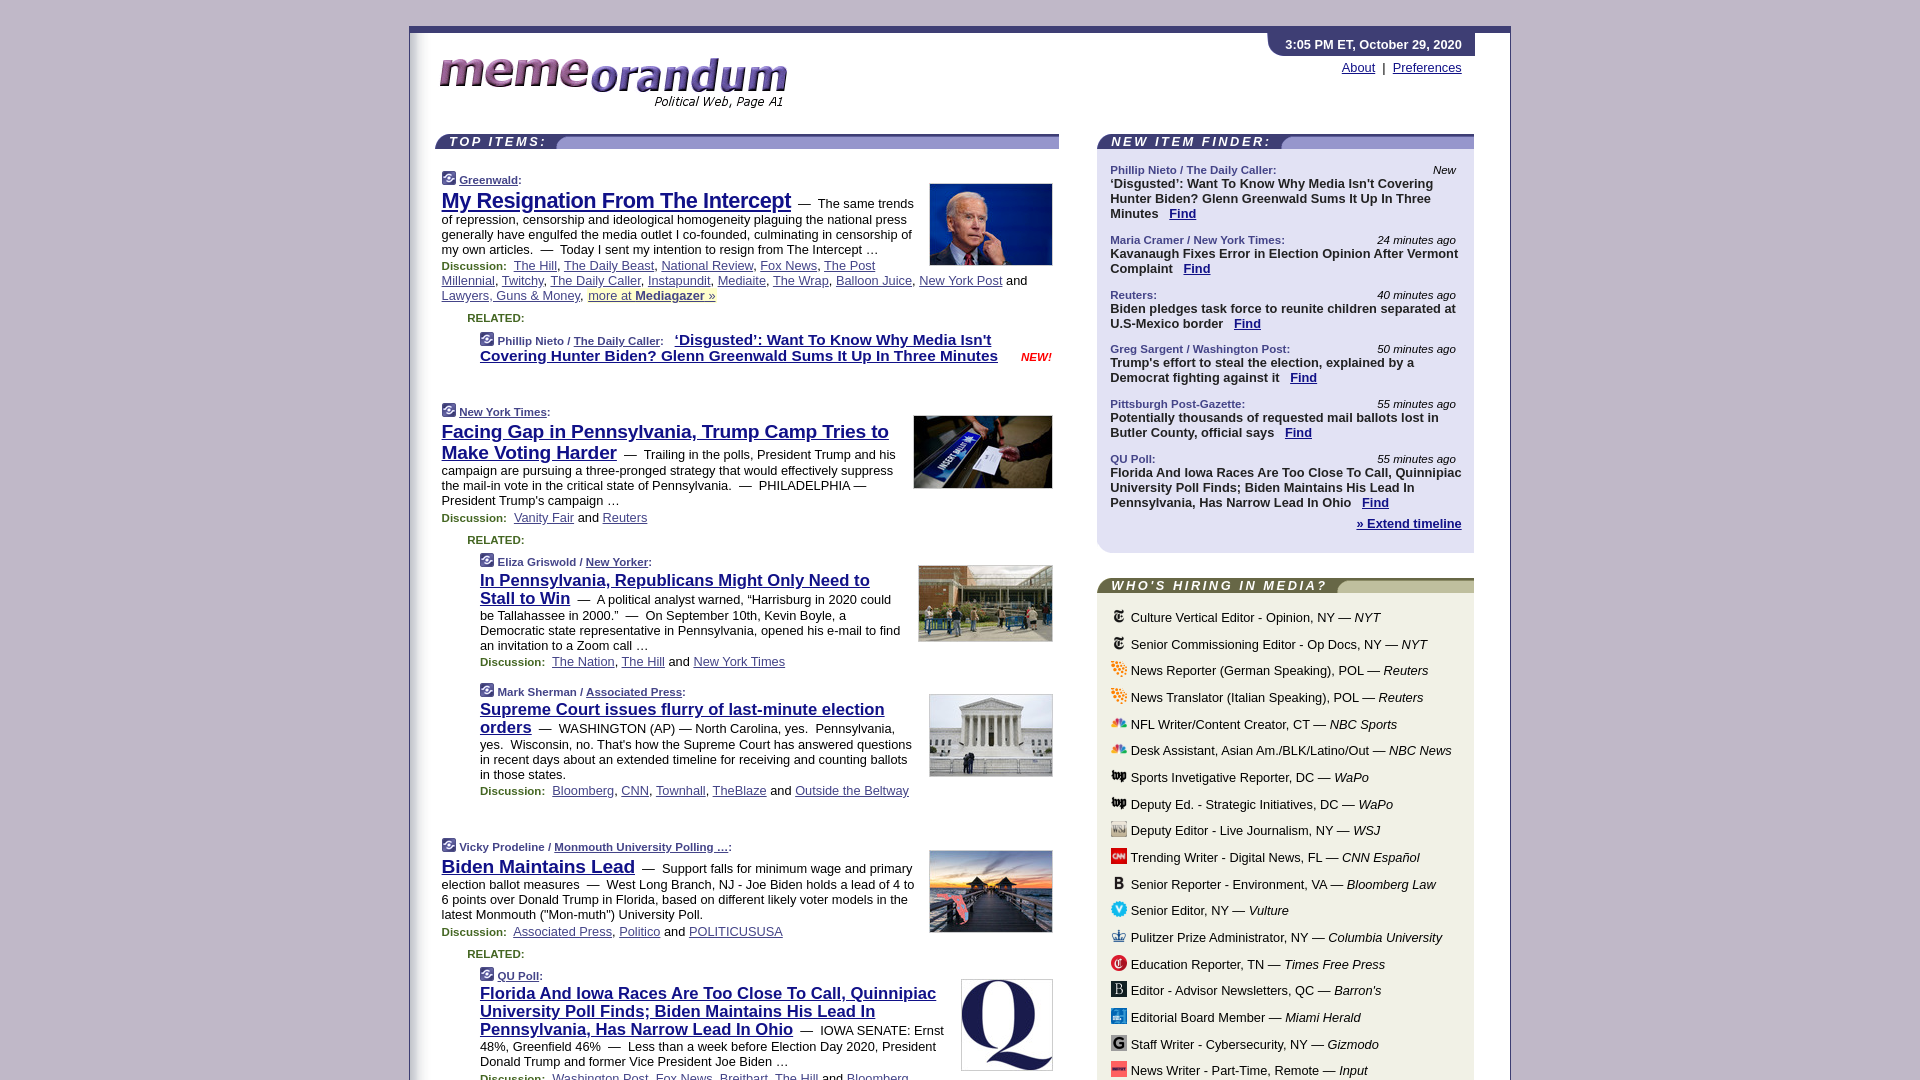 3:05 PM ET, October 29, 2020
About | Preferences
memeorandum
Political Web, Page A1
TOP ITEMS:
Greenwald:
My Resignation From The Intercept — The same trends
of repression, censorship and ideological homogeneity plaguing the national press
generally have engulfed the media outlet I co-founded, culminating in censorship of
my own articles. — Today I sent my intention to resign from The Intercept …
Discussion: The Hill, The Daily Beast, National Review, Fox News, The Post
Millennial, Twitchy, The Daily Caller, Instapundit, Mediaite, The Wrap, Balloon Juice, New York Post and
Lawyers, Guns & Money, more at Mediagazer »
RELATED:
Phillip Nieto / The Daily Caller: ‘Disgusted’: Want To Know Why Media Isn't
Covering Hunter Biden? Glenn Greenwald Sums It Up In Three Minutes NEW!
New York Times:
Facing Gap in Pennsylvania, Trump Camp Tries to
Make Voting Harder — Trailing in the polls, President Trump and his
campaign are pursuing a three-pronged strategy that would effectively suppress
the mail-in vote in the critical state of Pennsylvania. — PHILADELPHIA —
President Trump's campaign …
INSERT BALLOT
Discussion: Vanity Fair and Reuters
RELATED:
Eliza Griswold / New Yorker:
In Pennsylvania, Republicans Might Only Need to
Stall to Win — A political analyst warned, “Harrisburg in 2020 could
be Tallahassee in 2000.” — On September 10th, Kevin Boyle, a
Democratic state representative in Pennsylvania, opened his e-mail to find
an invitation to a Zoom call …
Discussion: The Nation, The Hill and New York Times
Mark Sherman / Associated Press:
Supreme Court issues flurry of last-minute election
orders — WASHINGTON (AP) — North Carolina, yes. Pennsylvania,
yes. Wisconsin, no. That's how the Supreme Court has answered questions
in recent days about an extended timeline for receiving and counting ballots
in those states.
Discussion: Bloomberg, CNN, Townhall, TheBlaze and Outside the Beltway
Vicky Prodeline / Monmouth University Polling …:
Biden Maintains Lead — Support falls for minimum wage and primary
election ballot measures — West Long Branch, NJ - Joe Biden holds a lead of 4 to
6 points over Donald Trump in Florida, based on different likely voter models in the
latest Monmouth ("Mon-muth") University Poll.
Discussion: Associated Press, Politico and POLITICUSUSA
RELATED:
QU Poll:
Florida And Iowa Races Are Too Close To Call, Quinnipiac
University Poll Finds; Biden Maintains His Lead In
Pennsylvania, Has Narrow Lead In Ohio — IOWA SENATE: Ernst
48%, Greenfield 46% — Less than a week before Election Day 2020, President
Donald Trump and former Vice President Joe Biden …
Q
Discussion: Washington Post, Fox News, Breitbart, The Hill and Bloomberg
NEW ITEM FINDER:
Phillip Nieto / The Daily Caller: New
‘Disgusted’: Want To Know Why Media Isn't Covering
Hunter Biden? Glenn Greenwald Sums It Up In Three
Minutes Find
Maria Cramer / New York Times: 24 minutes ago
Kavanaugh Fixes Error in Election Opinion After Vermont
Complaint Find
Reuters: 40 minutes ago
Biden pledges task force to reunite children separated at
U.S-Mexico border Find
Greg Sargent / Washington Post: 50 minutes ago
Trump's effort to steal the election, explained by a
Democrat fighting against it Find
Pittsburgh Post-Gazette: 55 minutes ago
Potentially thousands of requested mail ballots lost in
Butler County, official says Find
QU Poll: 55 minutes ago
Florida And Iowa Races Are Too Close To Call, Quinnipiac
University Poll Finds; Biden Maintains His Lead In
Pennsylvania, Has Narrow Lead In Ohio Find
» Extend timeline
WHO'S HIRING IN MEDIA?
Culture Vertical Editor - Opinion, NY — NYT
Senior Commissioning Editor - Op Docs, NY — NYT
News Reporter (German Speaking), POL — Reuters
News Translator (Italian Speaking), POL — Reuters
NFL Writer/Content Creator, CT — NBC Sports
Desk Assistant, Asian Am./BLK/Latino/Out — NBC News
wp Sports Invetigative Reporter, DC — WaPo
wp Deputy Ed. - Strategic Initiatives, DC — WaPo
WSJ Deputy Editor - Live Journalism, NY — WSJ
CNN Trending Writer - Digital News, FL — CNN Español
B Senior Reporter - Environment, VA — Bloomberg Law
Senior Editor, NY — Vulture
Pulitzer Prize Administrator, NY — Columbia University
Education Reporter, TN — Times Free Press
B Editor - Advisor Newsletters, QC — Barron's
Editorial Board Member — Miami Herald
G Staff Writer - Cybersecurity, NY — Gizmodo
News Writer - Part-Time, Remote — Input